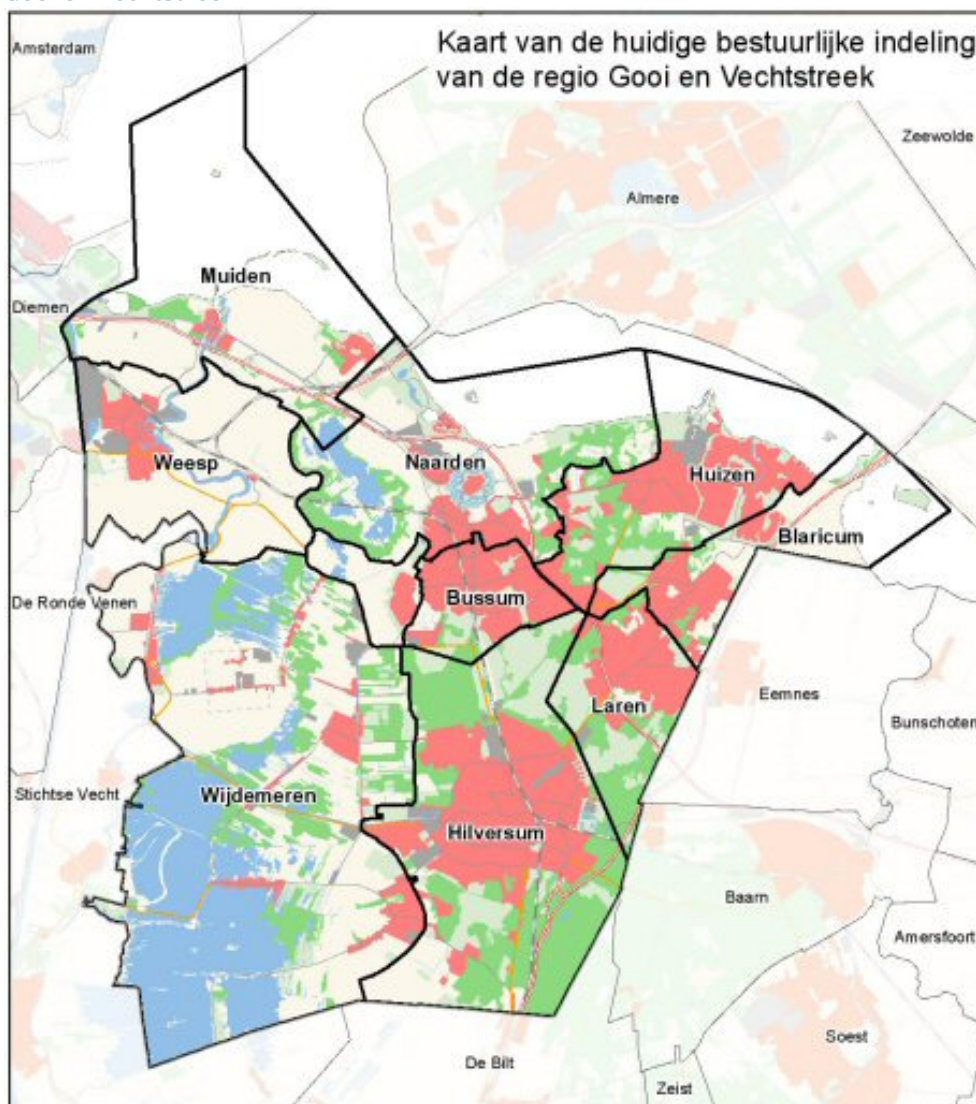 Kaart van de huidige bestuurlijke indeling
van de regio Gooi en Vechtstreek
Amsterdam
Zeewolde
Almere
Muiden
Diemen
Weesp
Naarden
Huizen
Blaricum
Bussum
De Ronde Venen
Laren
Eemnes
Bunschoten
Stichtse Vecht
Wijdemeren
Hilversum
Baarn
Amersfoort
Soest
De Bilt
Zeist